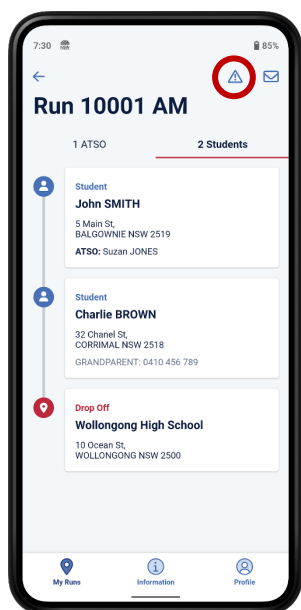 7:30
85%
Run 10001 AM
1 ATSO
2 Students
Student
John SMITH
5 Main St,
BALGOWNIE NSW 2519
ATSO: Suzan JONES
Student
Charlie BROWN
32 Chanel St,
CORRIMAL NSW 2518
GRANDPARENT: 0410 456 789
Drop Off
Wollongong High School
10 Ocean St,
WOLLONGONG NSW 2500
My Runs
Information
Profile